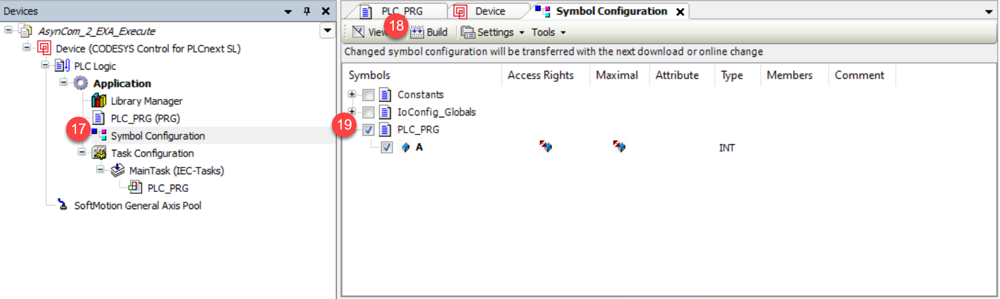 Devices
AsynCom_2_EXA_Execute
Device (CODESYS Control for PLCnext SL)
PLC Logic
Application
Library Manager
PLC_PRG (PRG)
17
Symbol Configuration
Task Configuration
MainTask (IEC-Tasks)
PLC_PRG
SoftMotion General Axis Pool
PLC_PRG Device Symbol Configuration
View 18 Build Settings Tools
Changed symbol configuration will be transferred with the next download or online change
Symbols Access Rights Maximal Attribute Type Members Comment
Constants
IoConfig_Globals
19 PLC_PRG
A INT